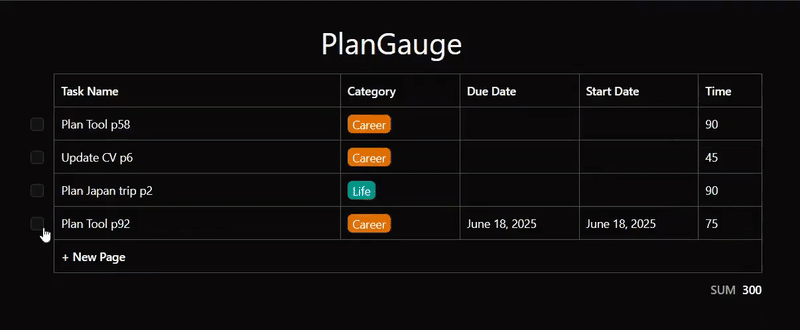 PlanGauge
Task Name Category Due Date Start Date Time
Plan Tool p58 Career 90
Update CV p6 Career 45
Plan Japan trip p2 Life 90
Plan Tool p92 Career June 18, 2025 June 18, 2025 75
+ New Page
SUM 300